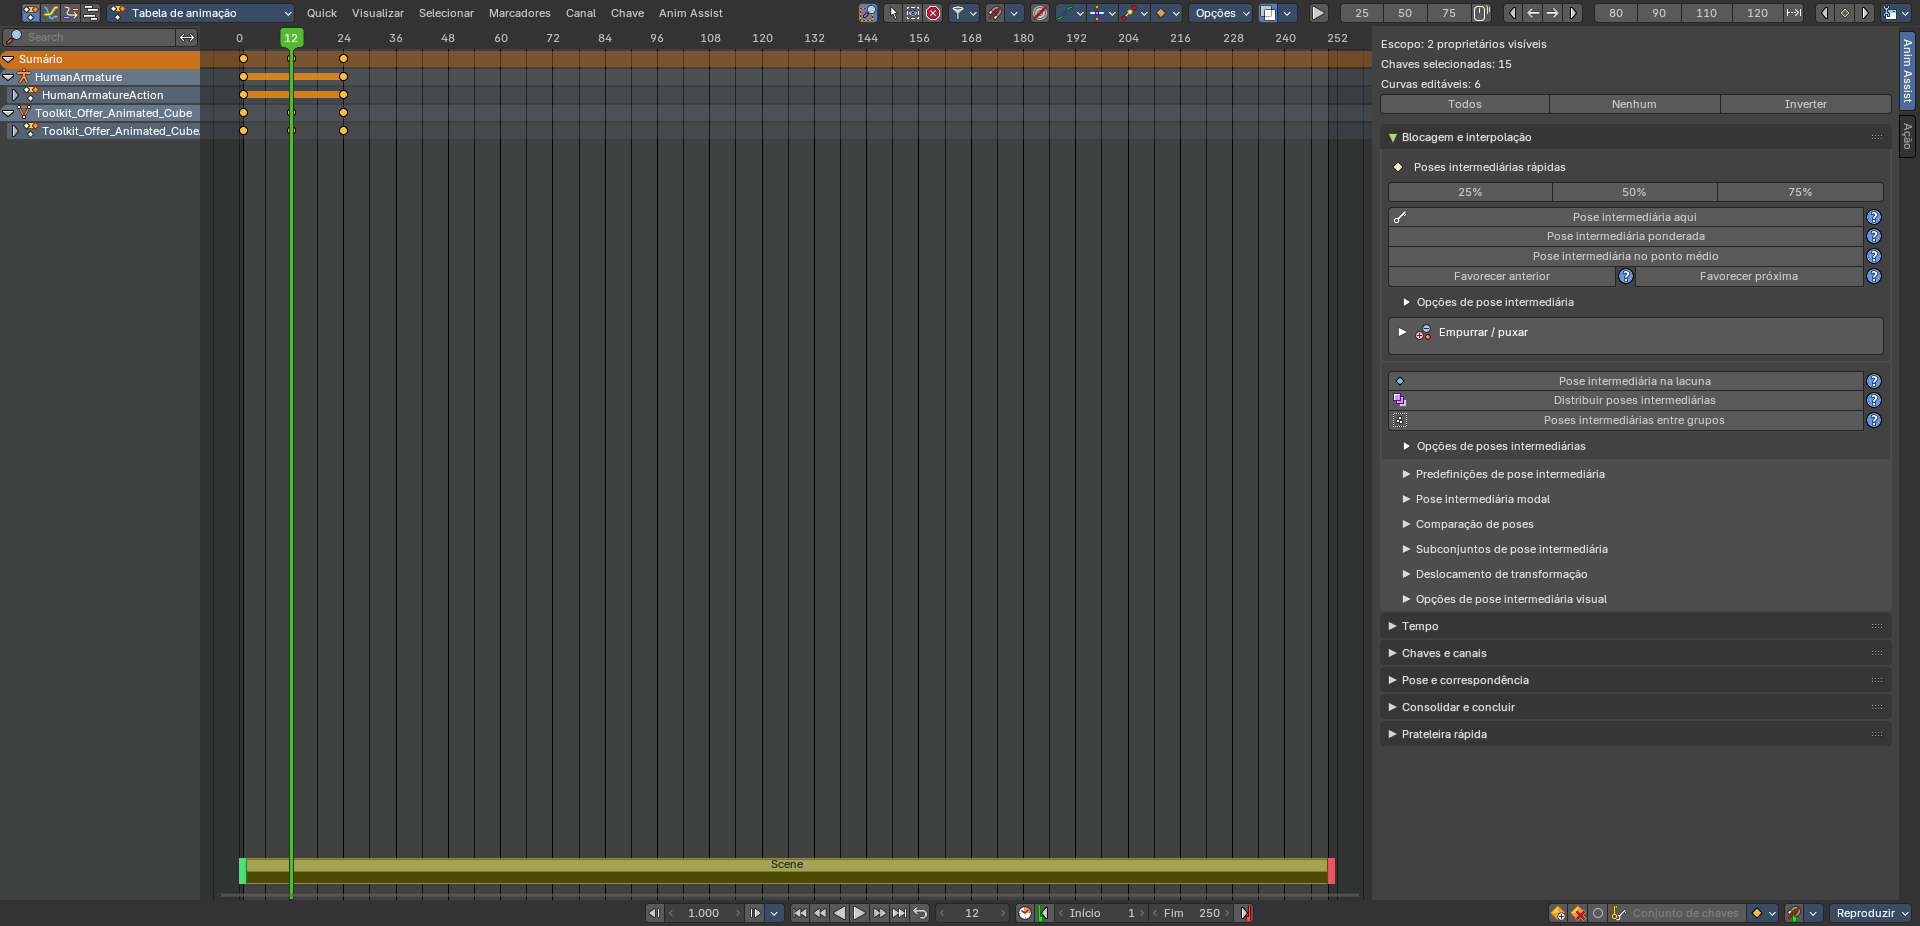 Tabela de animação Quick Visualizar Selecionar Marcadores Canal Chave Anim Assist Opções 25 50 75 80 90 110 120
Search
0 12 24 36 48 60 72 84 96 108 120 132 144 156 168 180 192 204 216 228 240 252
Sumário
HumanArmature
HumanArmatureAction
Toolkit_Offer_Animated_Cube
Toolkit_Offer_Animated_Cube
Escopo: 2 proprietários visíveis
Chaves selecionadas: 15
Curvas editáveis: 6
Todos Nenhum Inverter
Blocagem e interpolação
Poses intermediárias rápidas
25% 50% 75%
Pose intermediária aqui ?
Pose intermediária ponderada ?
Pose intermediária no ponto médio ?
Favorecer anterior ? Favorecer próxima ?
Opções de pose intermediária
Empurrar / puxar
Pose intermediária na lacuna ?
Distribuir poses intermediárias ?
Poses intermediárias entre grupos ?
Opções de poses intermediárias
Predefinições de pose intermediária
Pose intermediária modal
Comparação de poses
Subconjuntos de pose intermediária
Deslocamento de transformação
Opções de pose intermediária visual
Tempo
Chaves e canais
Pose e correspondência
Consolidar e concluir
Prateleira rápida
Anim Assist
Ação
Scene
1.000 12 Início 1 Fim 250 Conjunto de chaves Reproduzir